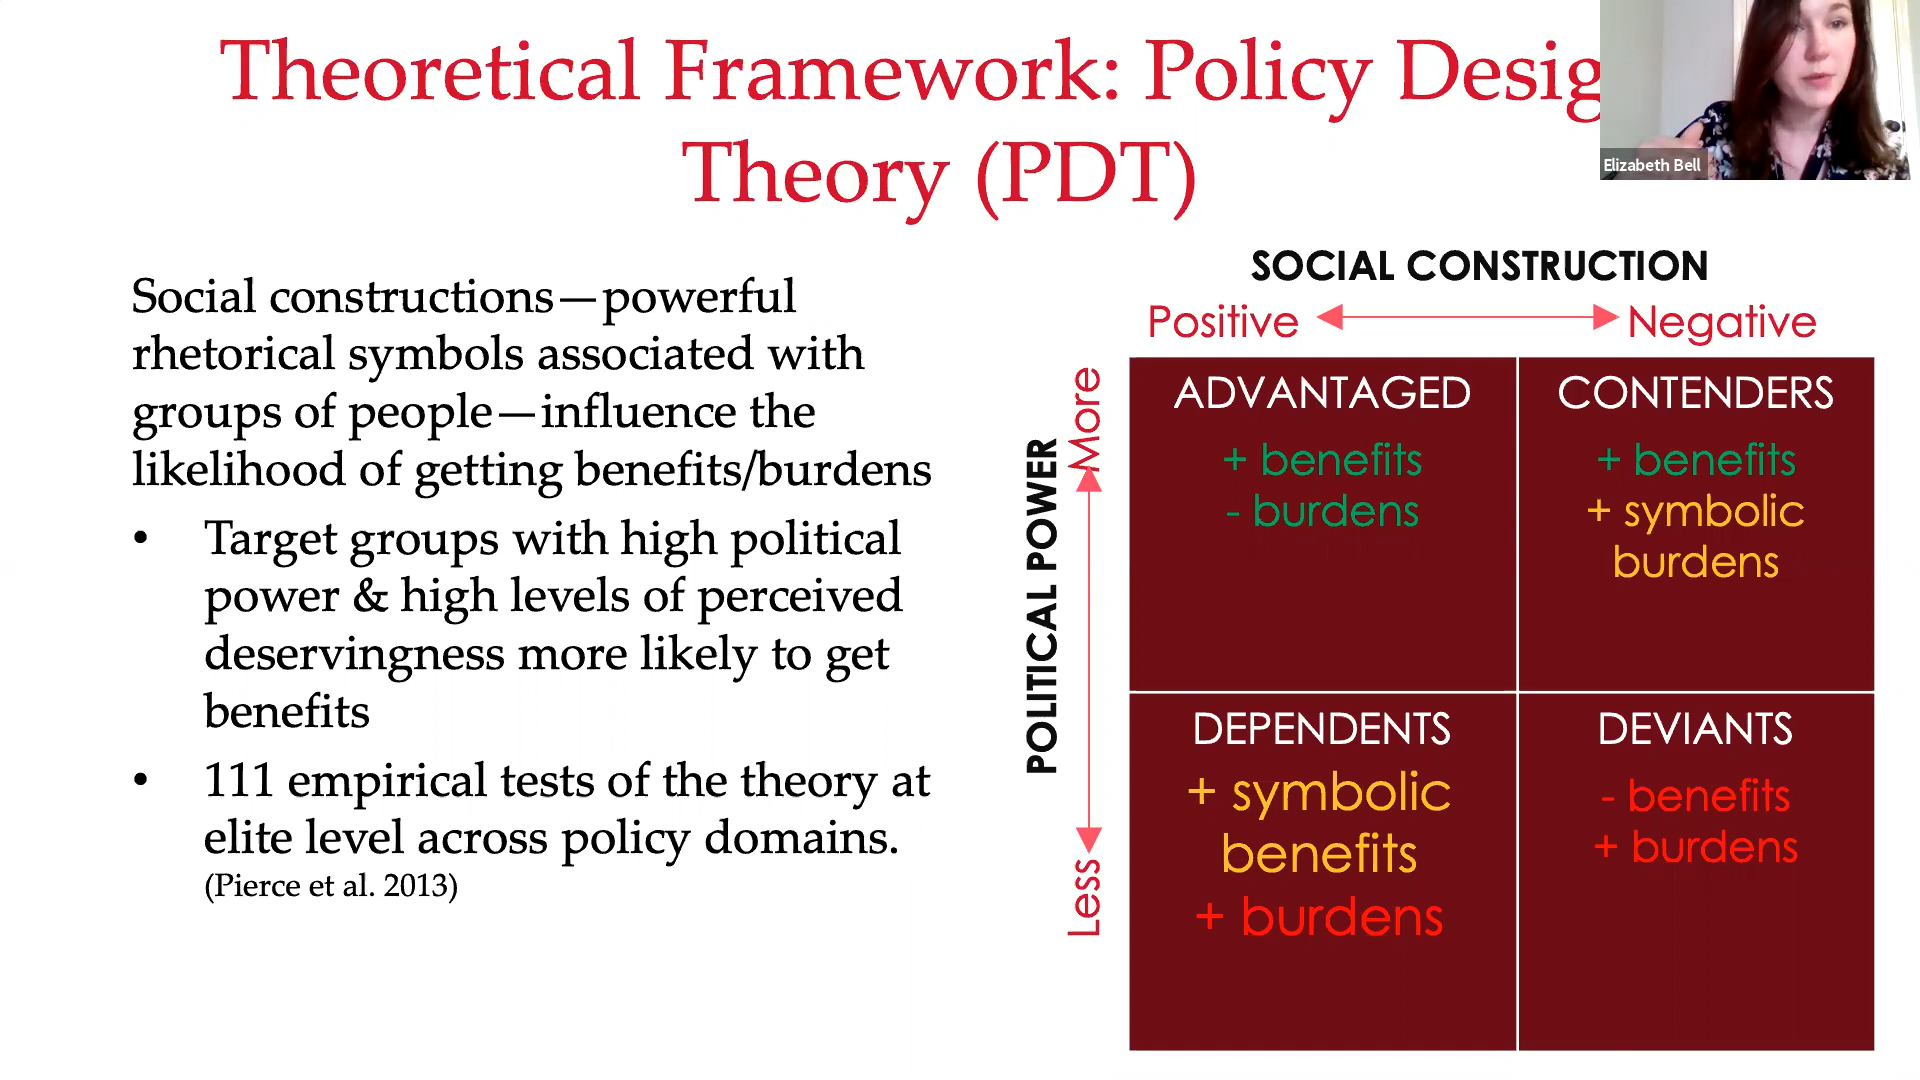 Theoretical Framework: Policy Desig
Theory (PDT)
Elizabeth Bell
Social constructions—powerful
rhetorical symbols associated with
groups of people—influence the
likelihood of getting benefits/burdens
• Target groups with high political
power & high levels of perceived
deservingness more likely to get
benefits
• 111 empirical tests of the theory at
elite level across policy domains.
(Pierce et al. 2013)
SOCIAL CONSTRUCTION
Positive
Negative
POLITICAL POWER
More
Less
ADVANTAGED
+ benefits
- burdens
CONTENDERS
+ benefits
+ symbolic
burdens
DEPENDENTS
+ symbolic
benefits
+ burdens
DEVIANTS
- benefits
+ burdens